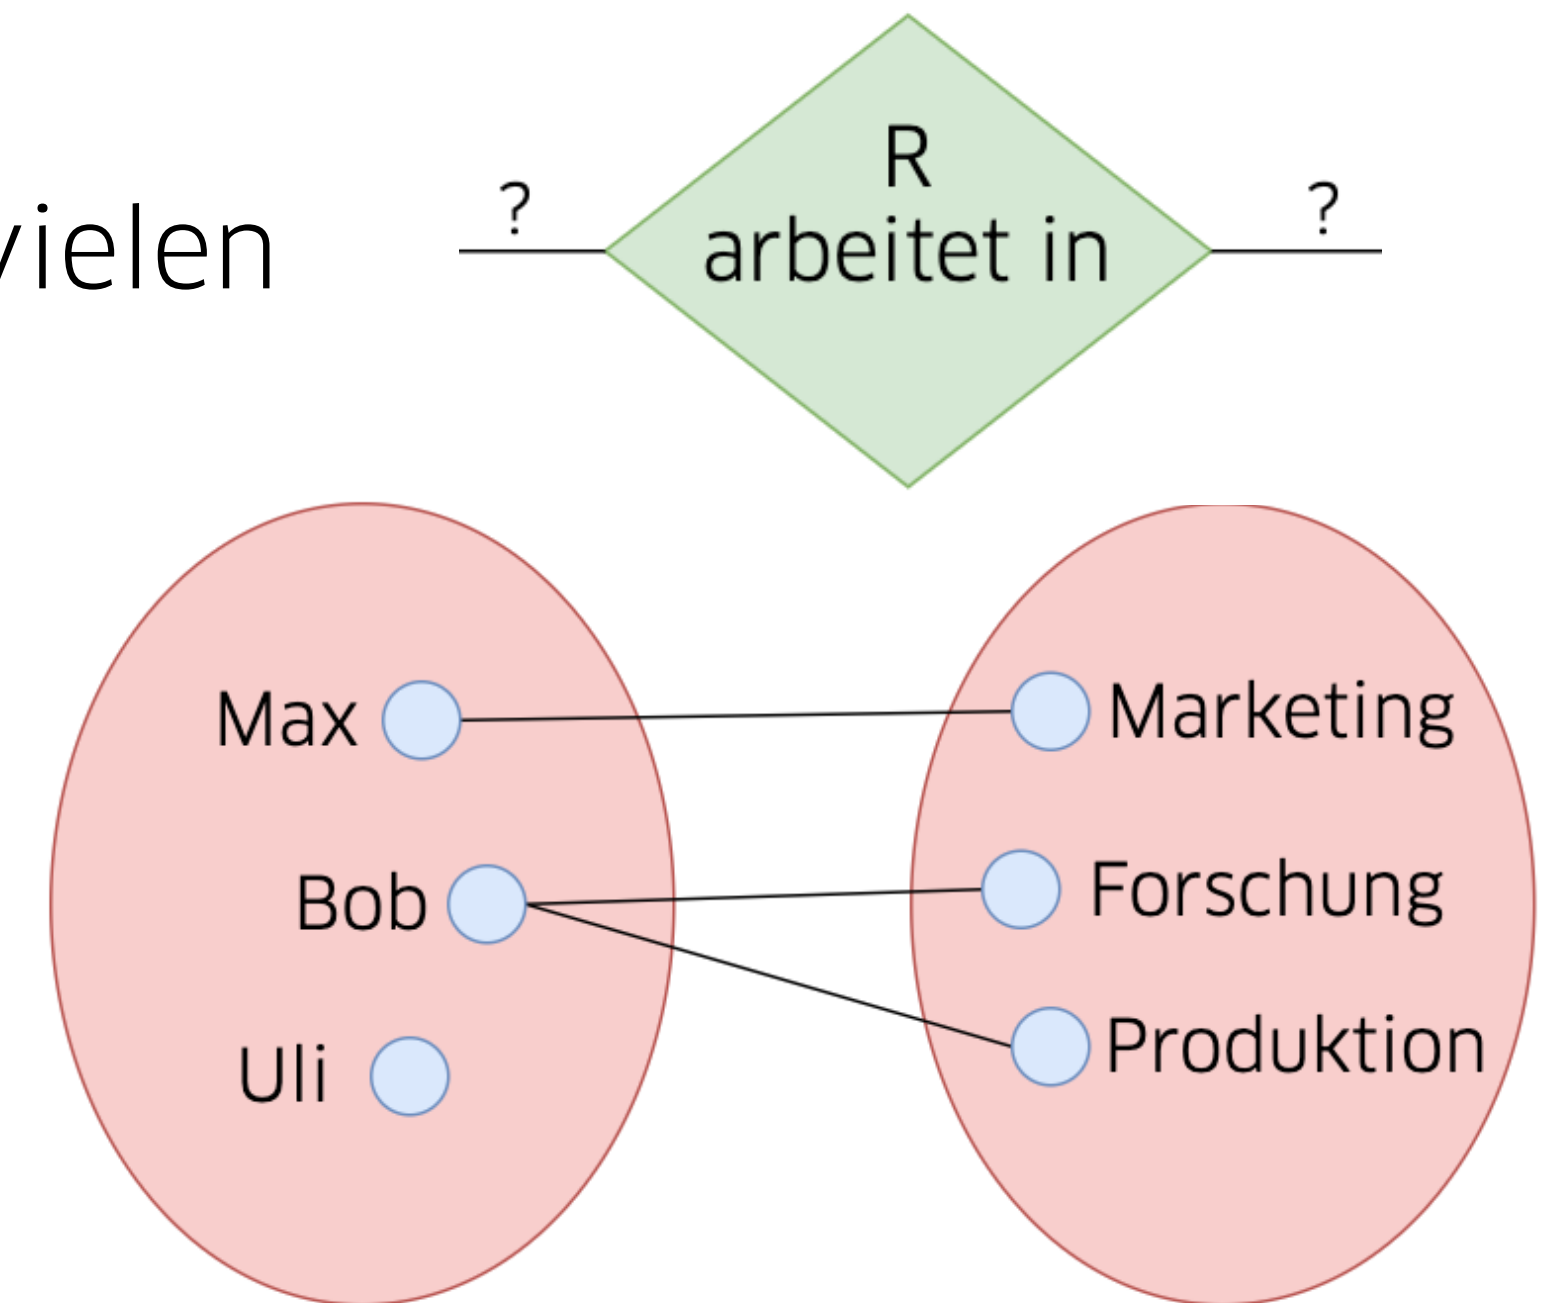 vielen
?
R
arbeitet in
?
Max
Marketing
Bob
Forschung
Uli
Produktion